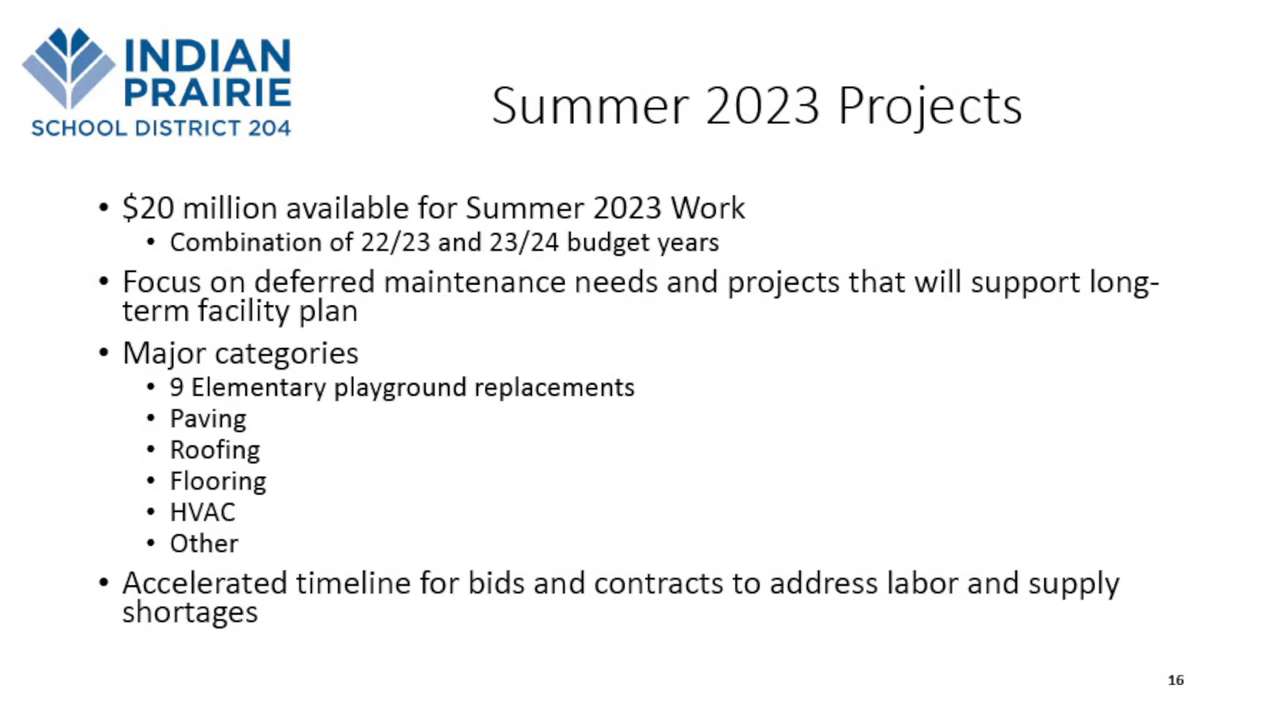 INDIAN
PRAIRIE
SCHOOL DISTRICT 204
Summer 2023 Projects
• $20 million available for Summer 2023 Work
• Combination of 22/23 and 23/24 budget years
• Focus on deferred maintenance needs and projects that will support long-
term facility plan
• Major categories
• 9 Elementary playground replacements
• Paving
• Roofing
• Flooring
• HVAC
• Other
• Accelerated timeline for bids and contracts to address labor and supply
shortages
16